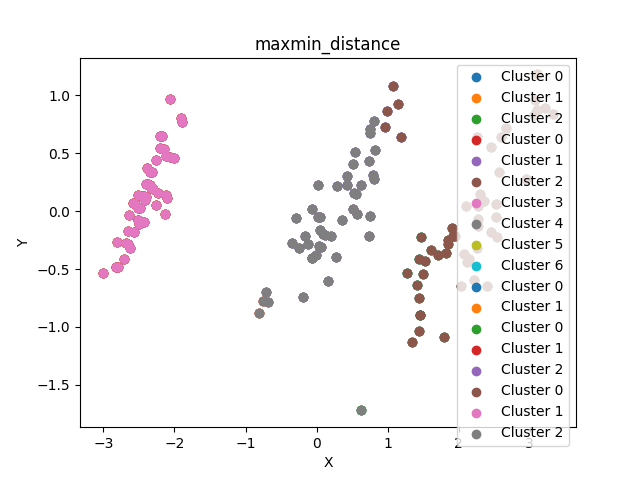 maxmin_distance
1.0
0.5
0.0
−0.5
−1.0
−1.5
Y
−3
−2
−1
0
1
2
3
X
Cluster 0
Cluster 1
Cluster 2
Cluster 0
Cluster 1
Cluster 2
Cluster 3
Cluster 4
Cluster 5
Cluster 6
Cluster 0
Cluster 1
Cluster 0
Cluster 1
Cluster 2
Cluster 0
Cluster 1
Cluster 2